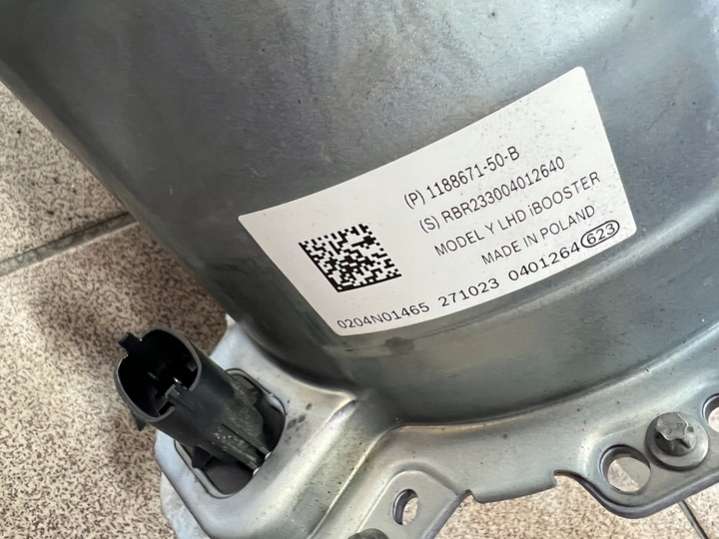 (P) 1188671-50-B
(S) RBR233004012640
MODEL Y LHD iBOOSTER
MADE IN POLAND
0204N01465 271023 0401264 623